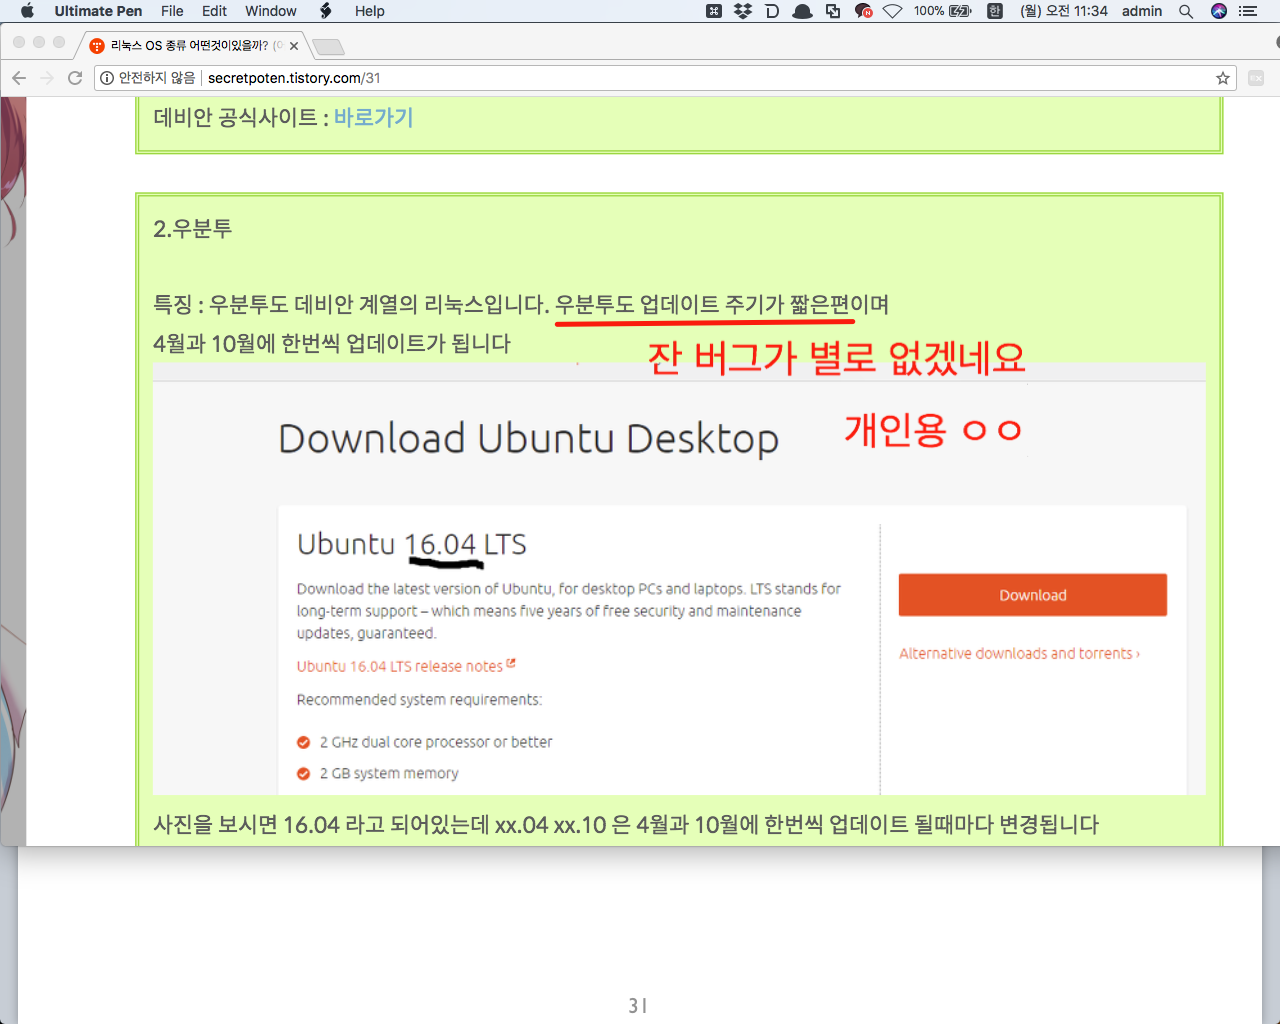 Ultimate Pen File Edit Window Help 100% 한 (월) 오전 11:34 admin
리눅스 OS 종류 어떤것이있을까?
안전하지 않음 secretpoten.tistory.com/31
데비안 공식사이트 : 바로가기
2.우분투
특징 : 우분투도 데비안 계열의 리눅스입니다. 우분투도 업데이트 주기가 짧은편이며
4월과 10월에 한번씩 업데이트가 됩니다
잔 버그가 별로 없겠네요
개인용 ㅇㅇ
Download Ubuntu Desktop
Ubuntu 16.04 LTS
Download the latest version of Ubuntu, for desktop PCs and laptops. LTS stands for
long-term support – which means five years of free security and maintenance
updates, guaranteed.
Ubuntu 16.04 LTS release notes
Recommended system requirements:
2 GHz dual core processor or better
2 GB system memory
Download
Alternative downloads and torrents ›
사진을 보시면 16.04 라고 되어있는데 xx.04 xx.10 은 4월과 10월에 한번씩 업데이트 될때마다 변경됩니다
31